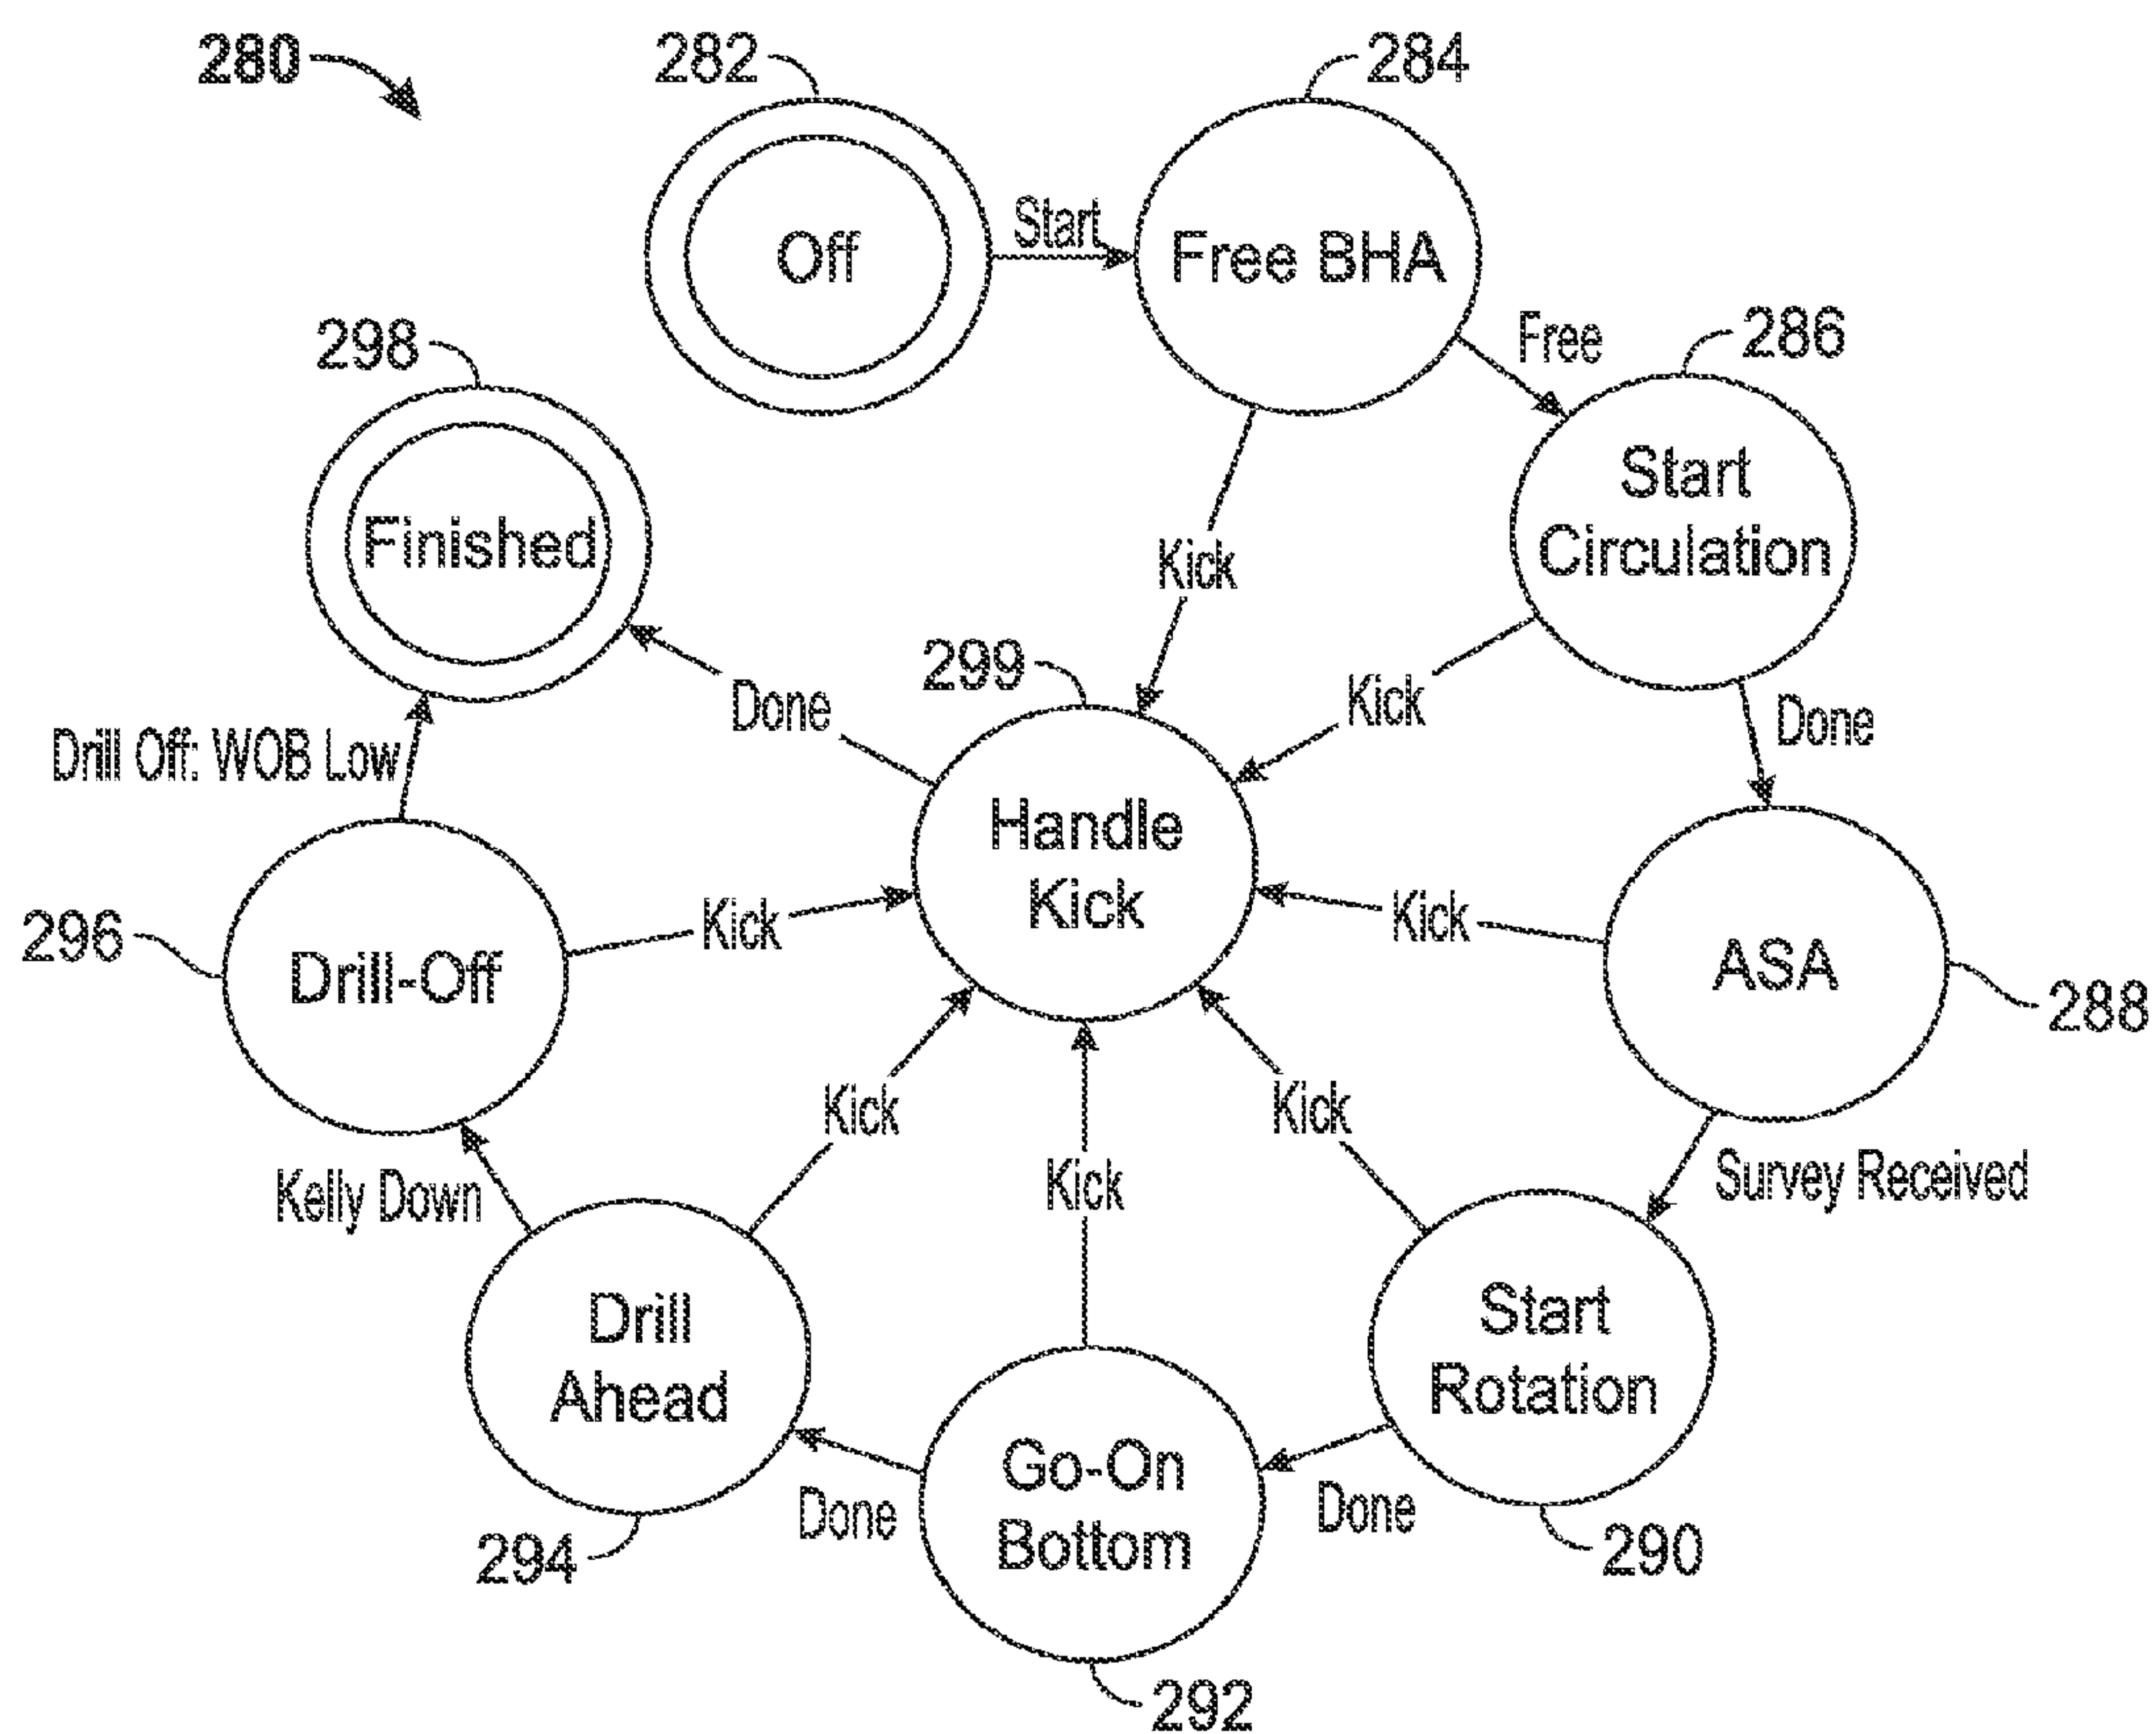 280
282
284
Off
Start
Free BHA
Free
286
298
Start
Circulation
Finished
Kick
299
Kick
Done
Done
Drill Off: WOB Low
Handle
Kick
296
Drill-Off
Kick
Kick
ASA
288
Kick
Kick
Kick
Kelly Down
Survey Received
Drill
Ahead
Start
Rotation
Go-On
Bottom
Done
Done
294
290
292